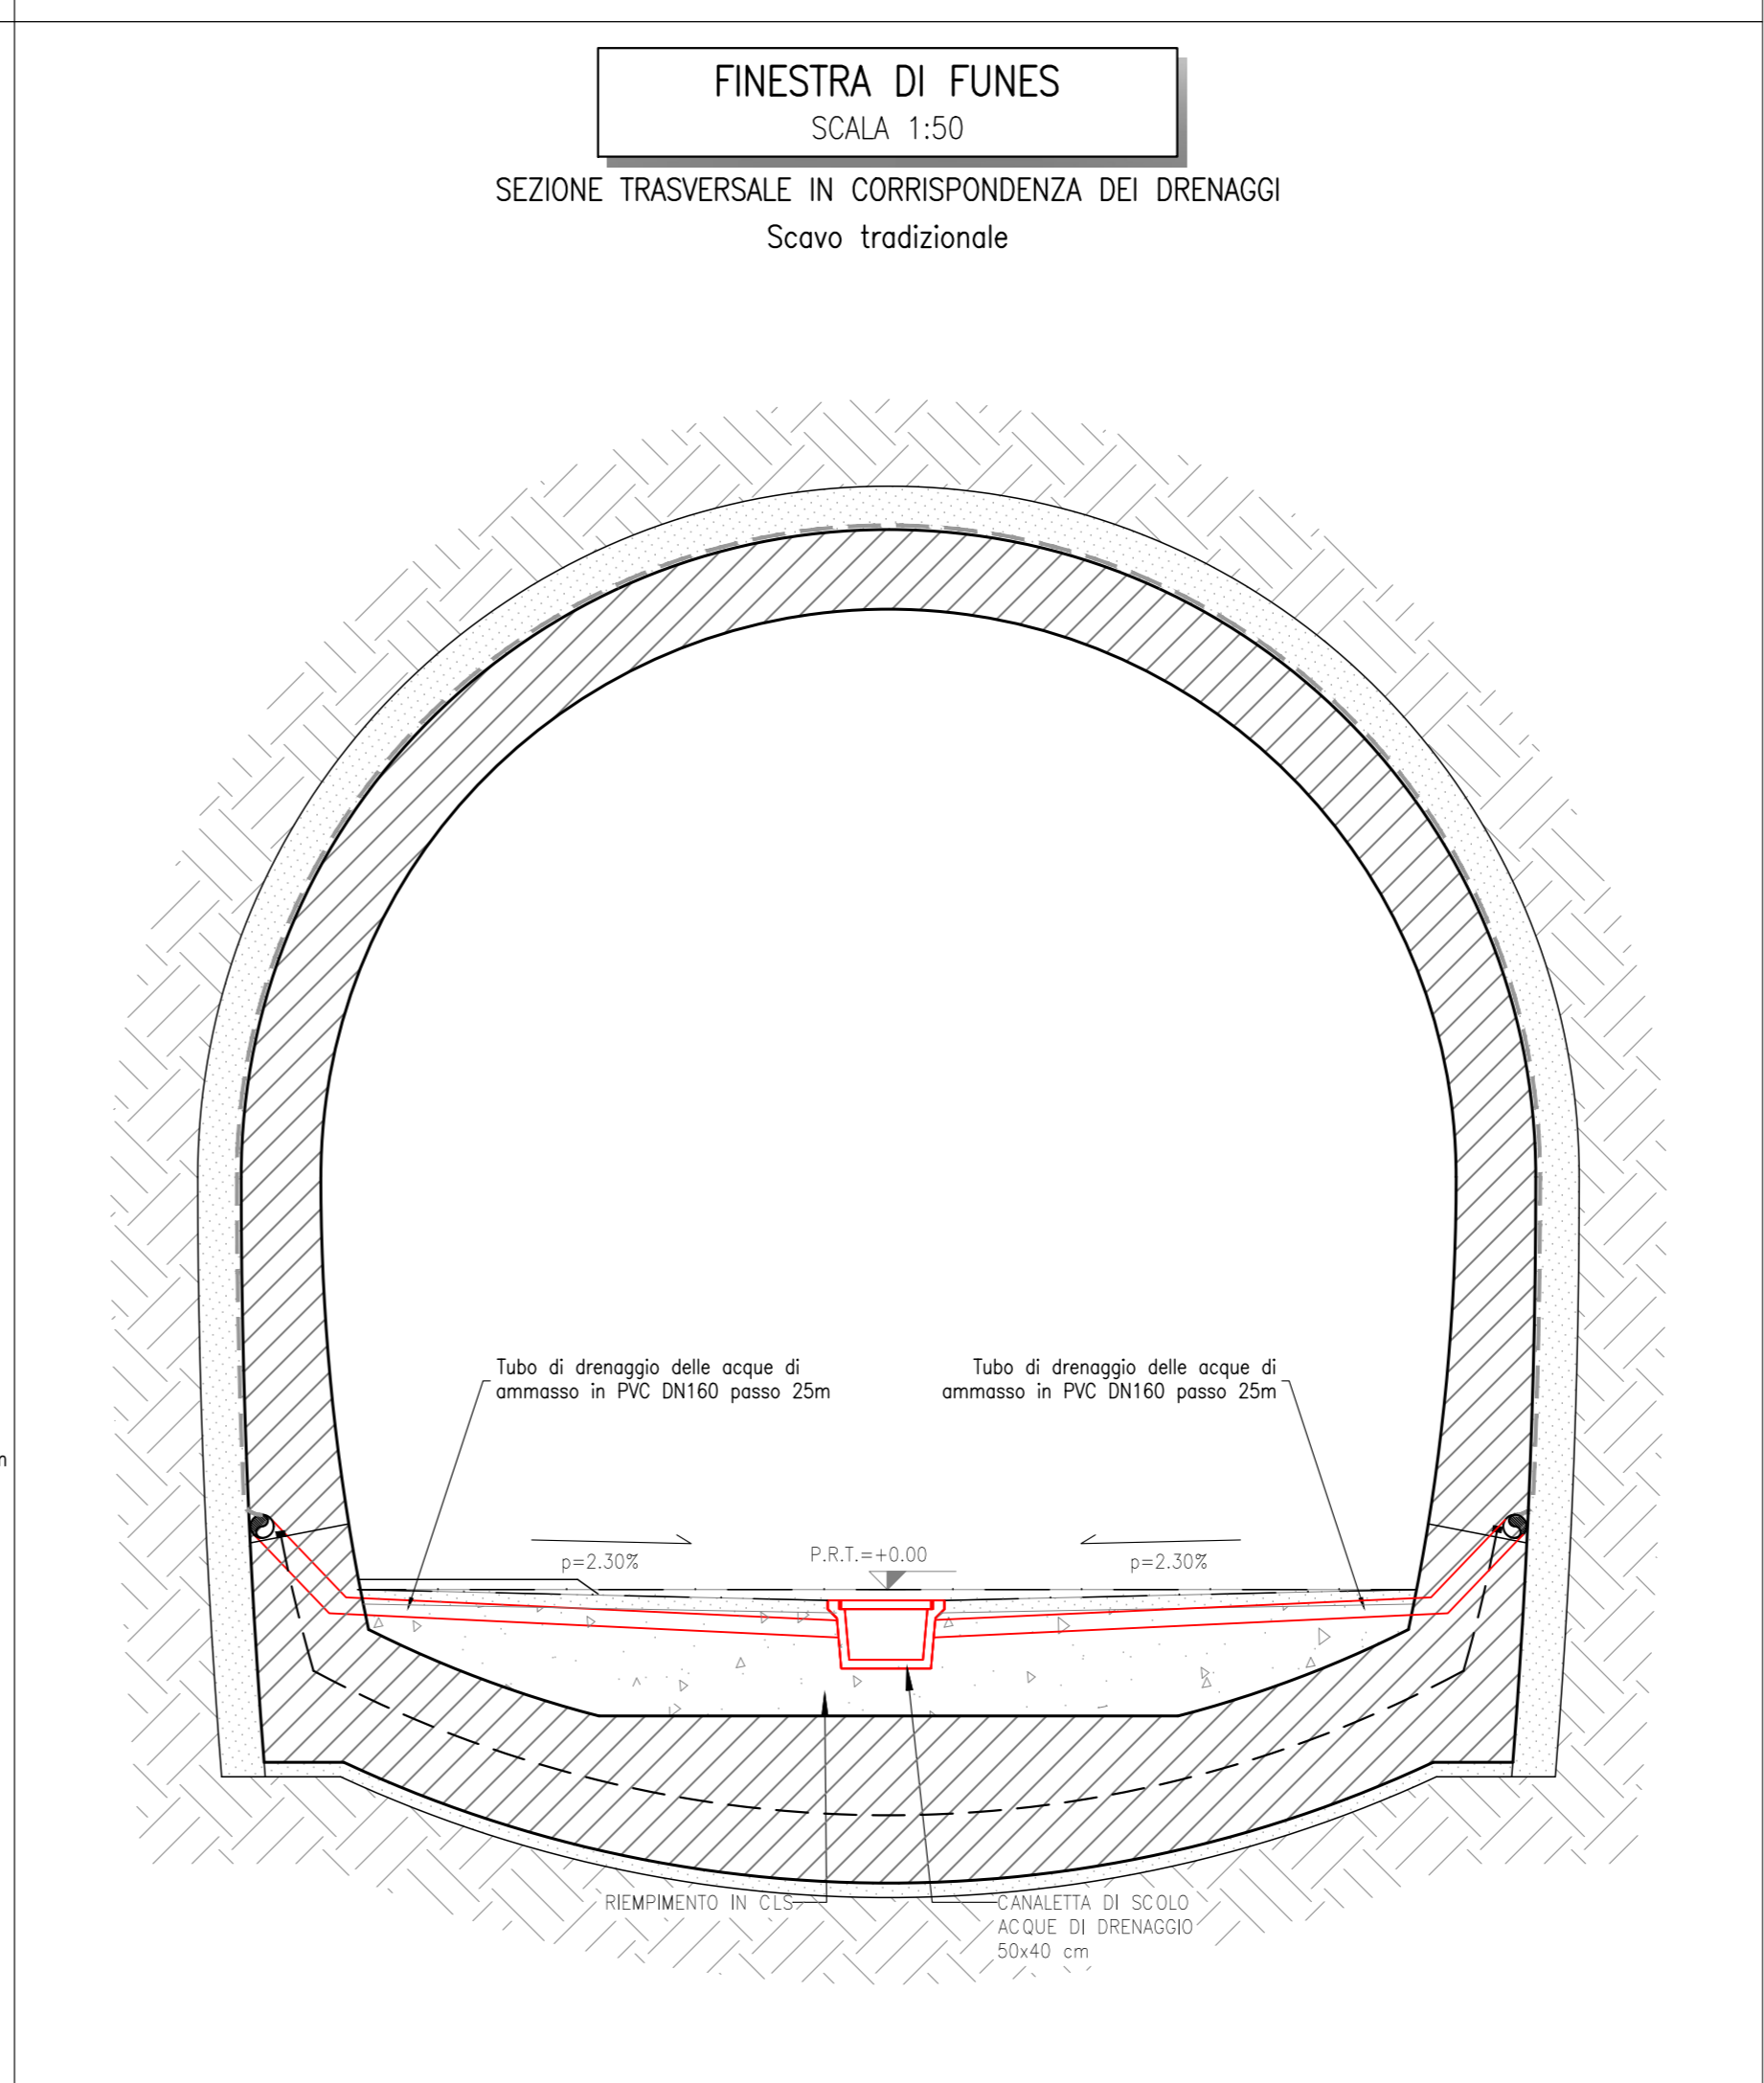 FINESTRA DI FUNES
SCALA 1:50
SEZIONE TRASVERSALE IN CORRISPONDENZA DEI DRENAGGI
Scavo tradizionale
Tubo di drenaggio delle acque di
ammasso in PVC DN160 passo 25m
Tubo di drenaggio delle acque di
ammasso in PVC DN160 passo 25m
p=2.30%
P.R.T.=+0.00
p=2.30%
RIEMPIMENTO IN CLS
CANALETTA DI SCOLO
ACQUE DI DRENAGGIO
50x40 cm